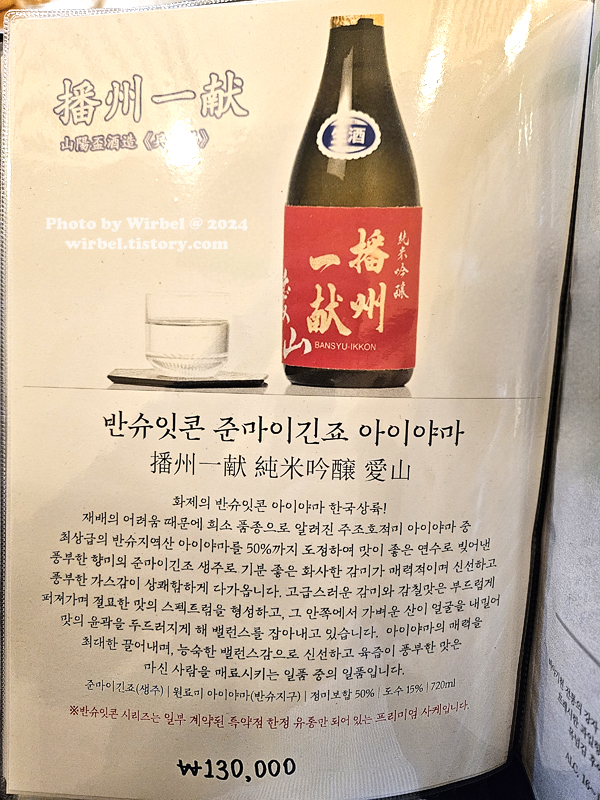 播州一献
山陽盃酒造
Photo by Wirbel @ 2024
wirbel.tistory.com
酒
純米吟醸
播州
一献
山
BANSYU-IKKON
반슈잇콘 준마이긴죠 아이야마
播州一献 純米吟醸 愛山
화제의 반슈잇콘 아이야마 한국상륙!
재배의 어려움 때문에 희소 품종으로 알려진 주조호적미 아이야마 중
최상급의 반슈지역산 아이야마를 50%까지 도정하여 맛이 좋은 연수로 빚어낸
풍부한 향미의 준마이긴죠 생주로 기분 좋은 화사한 감미가 매력적이며 신선하고
풍부한 가스감이 상쾌함하게 다가옵니다. 고급스러운 감미와 감칠맛은 부드럽게
퍼져가며 절묘한 맛의 스펙트럼을 형성하고, 그 안쪽에서 가벼운 산이 얼굴을 내밀어
맛의 윤곽을 두드러지게 해 밸런스를 잡아내고 있습니다. 아이야마의 매력을
최대한 끌어내며, 능숙한 밸런스감으로 신선하고 육즙이 풍부한 맛은
마신 사람을 매료시키는 일품 중의 일품입니다.
준마이긴죠(생주) | 원료미 아이야마(반슈지구) | 정미보합 50% | 도수 15% | 720ml
※반슈잇콘 시리즈는 일부 계약된 특약점 한정 유통만 되어 있는 프리미엄 사케입니다.
₩130,000